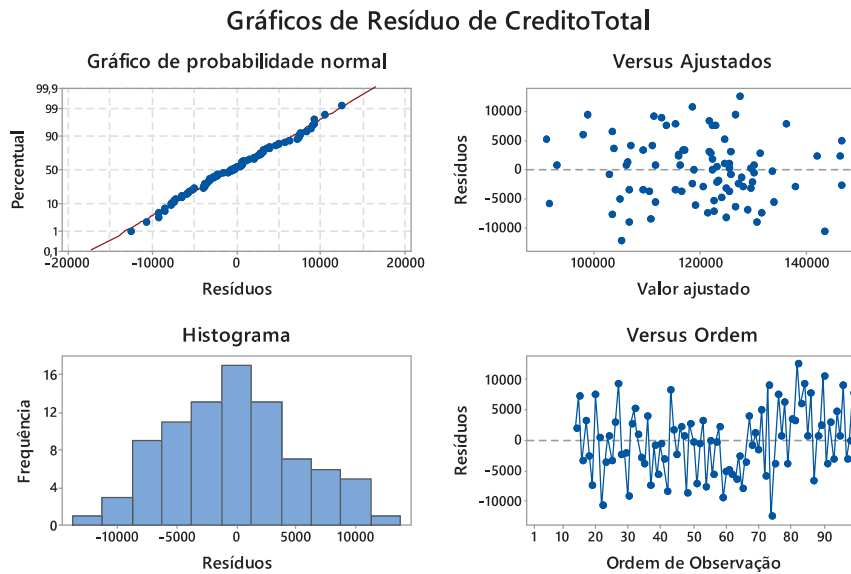 Gráficos de Resíduo de CreditoTotal
Gráfico de probabilidade normal
99,9
99
90
50
10
1
0,1
Percentual
-20000 -10000 0 10000 20000
Resíduos
Versus Ajustados
10000
5000
0
-5000
-10000
Resíduos
100000 120000 140000
Valor ajustado
Histograma
16
12
8
4
0
Frequência
-10000 -5000 0 5000 10000
Resíduos
Versus Ordem
10000
5000
0
-5000
-10000
Resíduos
1 10 20 30 40 50 60 70 80 90
Ordem de Observação